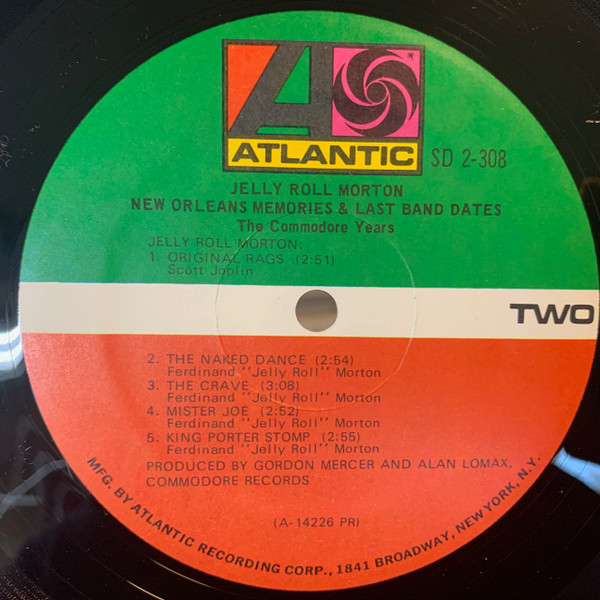 ATLANTIC
SD 2-308
JELLY ROLL MORTON
NEW ORLEANS MEMORIES & LAST BAND DATES
The Commodore Years
JELLY ROLL MORTON:
1. ORIGINAL RAGS (2:51)
Scott Joplin
TWO
2. THE NAKED DANCE (2:54)
Ferdinand "Jelly Roll" Morton
3. THE CRAVE (3:08)
Ferdinand "Jelly Roll" Morton
4. MISTER JOE (2:52)
Ferdinand "Jelly Roll" Morton
5. KING PORTER STOMP (2:55)
Ferdinand "Jelly Roll" Morton
PRODUCED BY GORDON MERCER AND ALAN LOMAX,
COMMODORE RECORDS
(A-14226 PR)
MFG. BY ATLANTIC RECORDING CORP., 1841 BROADWAY, NEW YORK, N.Y.